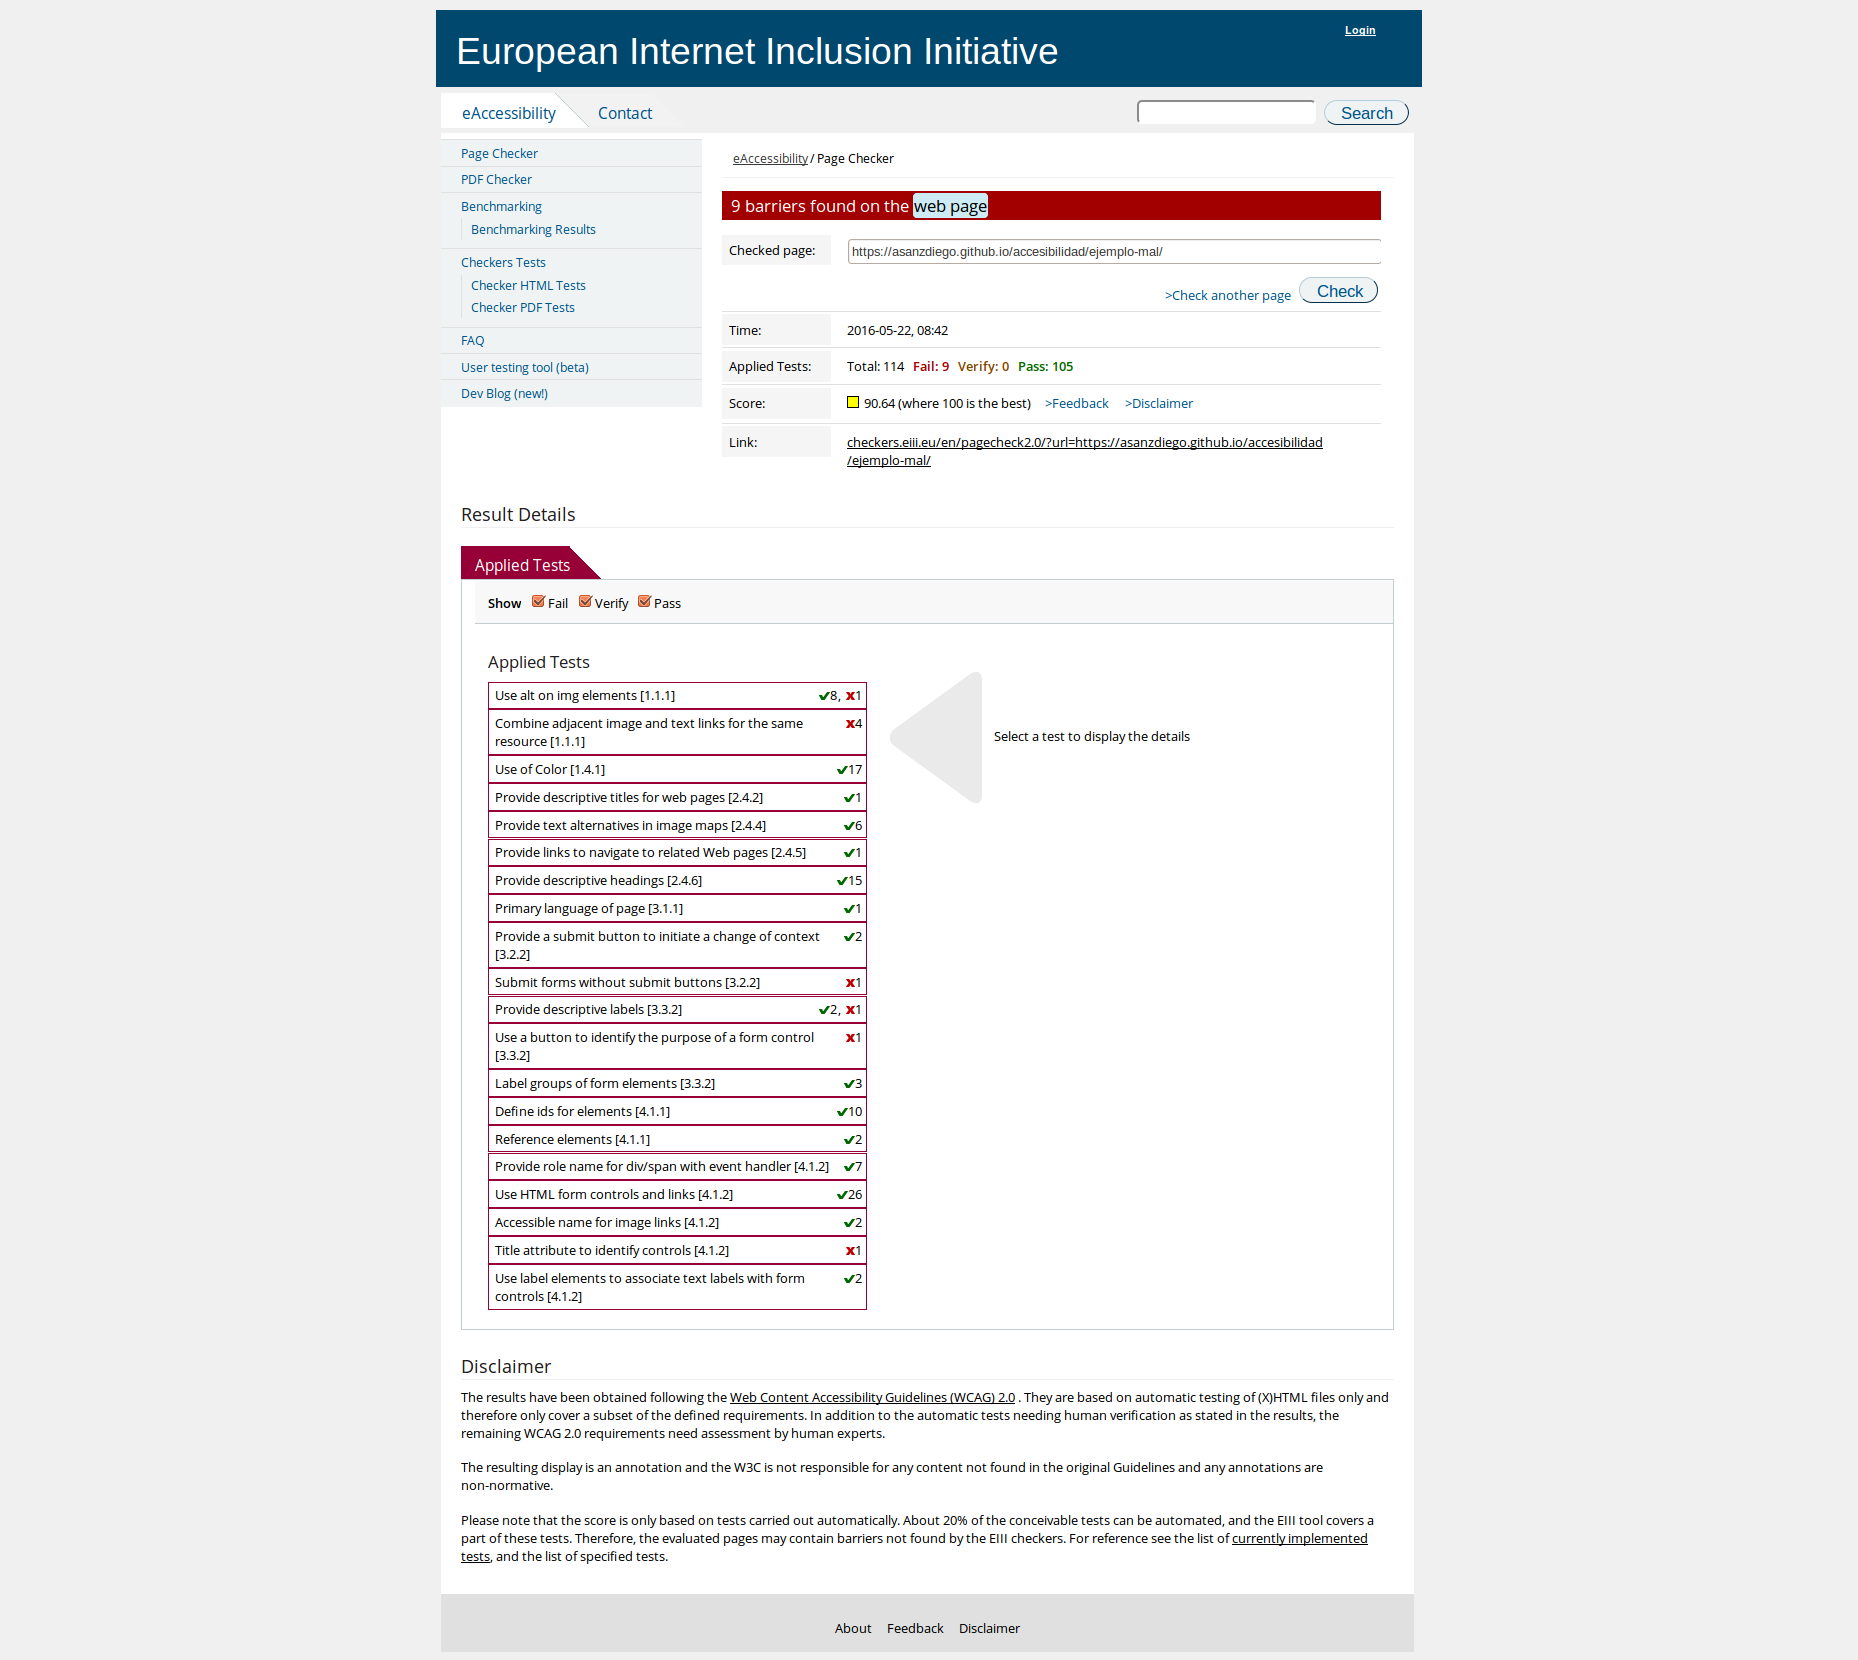 Login
European Internet Inclusion Initiative
eAccessibility Contact Search
Page Checker
PDF Checker
Benchmarking
Benchmarking Results
Checkers Tests
Checker HTML Tests
Checker PDF Tests
FAQ
User testing tool (beta)
Dev Blog (new!)
eAccessibility / Page Checker
9 barriers found on the web page
Checked page: https://asanzdiego.github.io/accesibilidad/ejemplo-mal/
>Check another page Check
Time: 2016-05-22, 08:42
Applied Tests: Total: 114 Fail: 9 Verify: 0 Pass: 105
Score: 90.64 (where 100 is the best) >Feedback >Disclaimer
Link: checkers.eiii.eu/en/pagecheck2.0/?url=https://asanzdiego.github.io/accesibilidad
/ejemplo-mal/
Result Details
Applied Tests
Show Fail Verify Pass
Applied Tests
Use alt on img elements [1.1.1] ✔8, ✘1
Combine adjacent image and text links for the same ✘4
resource [1.1.1]
Use of Color [1.4.1] ✔17
Provide descriptive titles for web pages [2.4.2] ✔1
Provide text alternatives in image maps [2.4.4] ✔6
Provide links to navigate to related Web pages [2.4.5] ✔1
Provide descriptive headings [2.4.6] ✔15
Primary language of page [3.1.1] ✔1
Provide a submit button to initiate a change of context ✔2
[3.2.2]
Submit forms without submit buttons [3.2.2] ✘1
Provide descriptive labels [3.3.2] ✔2, ✘1
Use a button to identify the purpose of a form control ✘1
[3.3.2]
Label groups of form elements [3.3.2] ✔3
Define ids for elements [4.1.1] ✔10
Reference elements [4.1.1] ✔2
Provide role name for div/span with event handler [4.1.2] ✔7
Use HTML form controls and links [4.1.2] ✔26
Accessible name for image links [4.1.2] ✔2
Title attribute to identify controls [4.1.2] ✘1
Use label elements to associate text labels with form ✔2
controls [4.1.2]
Select a test to display the details
Disclaimer
The results have been obtained following the Web Content Accessibility Guidelines (WCAG) 2.0 . They are based on automatic testing of (X)HTML files only and
therefore only cover a subset of the defined requirements. In addition to the automatic tests needing human verification as stated in the results, the
remaining WCAG 2.0 requirements need assessment by human experts.
The resulting display is an annotation and the W3C is not responsible for any content not found in the original Guidelines and any annotations are
non-normative.
Please note that the score is only based on tests carried out automatically. About 20% of the conceivable tests can be automated, and the EIII tool covers a
part of these tests. Therefore, the evaluated pages may contain barriers not found by the EIII checkers. For reference see the list of currently implemented
tests, and the list of specified tests.
About Feedback Disclaimer